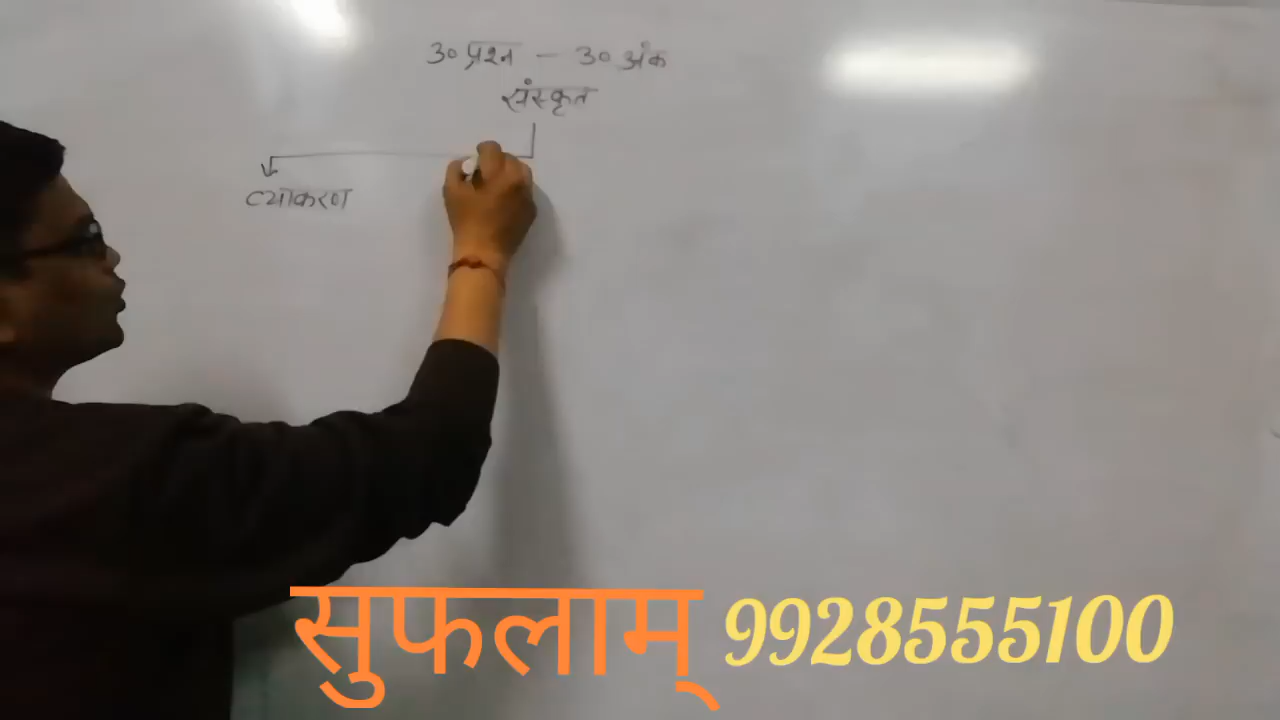 30 प्रश्न - 30 अंक
संस्कृत
व्याकरण
सुफलाम् 9928555100